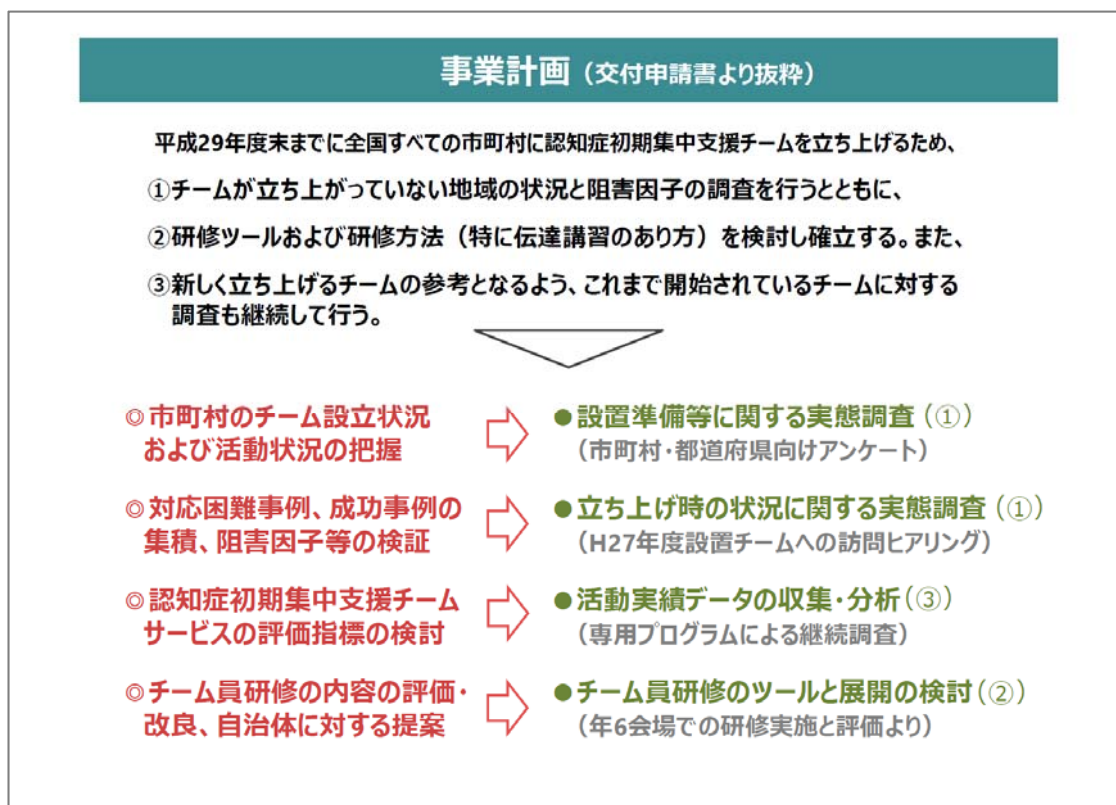 事業計画（交付申請書より抜粋）
平成29年度末までに全国すべての市町村に認知症初期集中支援チームを立ち上げるため、
①チームが立ち上がっていない地域の状況と阻害因子の調査を行うとともに、
②研修ツールおよび研修方法（特に伝達講習のあり方）を検討し確立する。また、
③新しく立ち上げるチームの参考となるよう、これまで開始されているチームに対する
調査も継続して行う。
◎市町村のチーム設立状況
および活動状況の把握
●設置準備等に関する実態調査（①）
（市町村・都道府県向けアンケート）
◎対応困難事例、成功事例の
集積、阻害因子等の検証
●立ち上げ時の状況に関する実態調査（①）
（H27年度設置チームへの訪問ヒアリング）
◎認知症初期集中支援チーム
サービスの評価指標の検討
●活動実績データの収集・分析（③）
（専用プログラムによる継続調査）
◎チーム員研修の内容の評価・
改良、自治体に対する提案
●チーム員研修のツールと展開の検討（②）
（年6会場での研修実施と評価より）